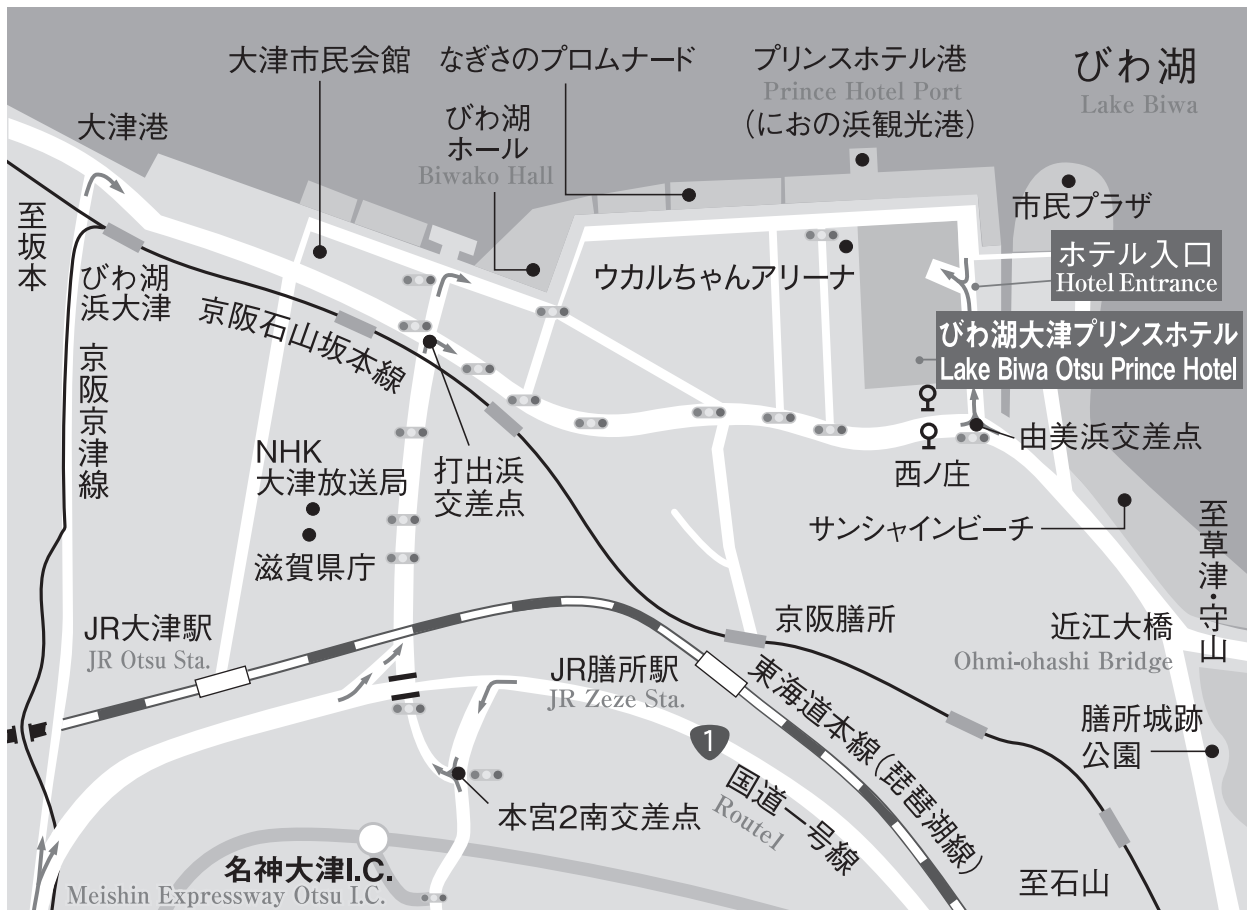 大津市民会館
なぎさのプロムナード
プリンスホテル港
Prince Hotel Port
(におの浜観光港)
びわ湖
Lake Biwa
大津港
びわ湖
ホール
Biwako Hall
至坂本
市民プラザ
びわ湖
浜大津
京阪石山坂本線
ウカルちゃんアリーナ
ホテル入口
Hotel Entrance
びわ湖大津プリンスホテル
Lake Biwa Otsu Prince Hotel
京阪京津線
NHK
大津放送局
打出浜
交差点
西ノ庄
由美浜交差点
サンシャインビーチ
至草津・守山
滋賀県庁
JR大津駅
JR Otsu Sta.
京阪膳所
近江大橋
Ohmi-ohashi Bridge
JR膳所駅
JR Zeze Sta.
東海道本線(琵琶湖線)
膳所城跡
公園
1
国道一号線
Route1
本宮2南交差点
名神大津I.C.
Meishin Expressway Otsu I.C.
至石山